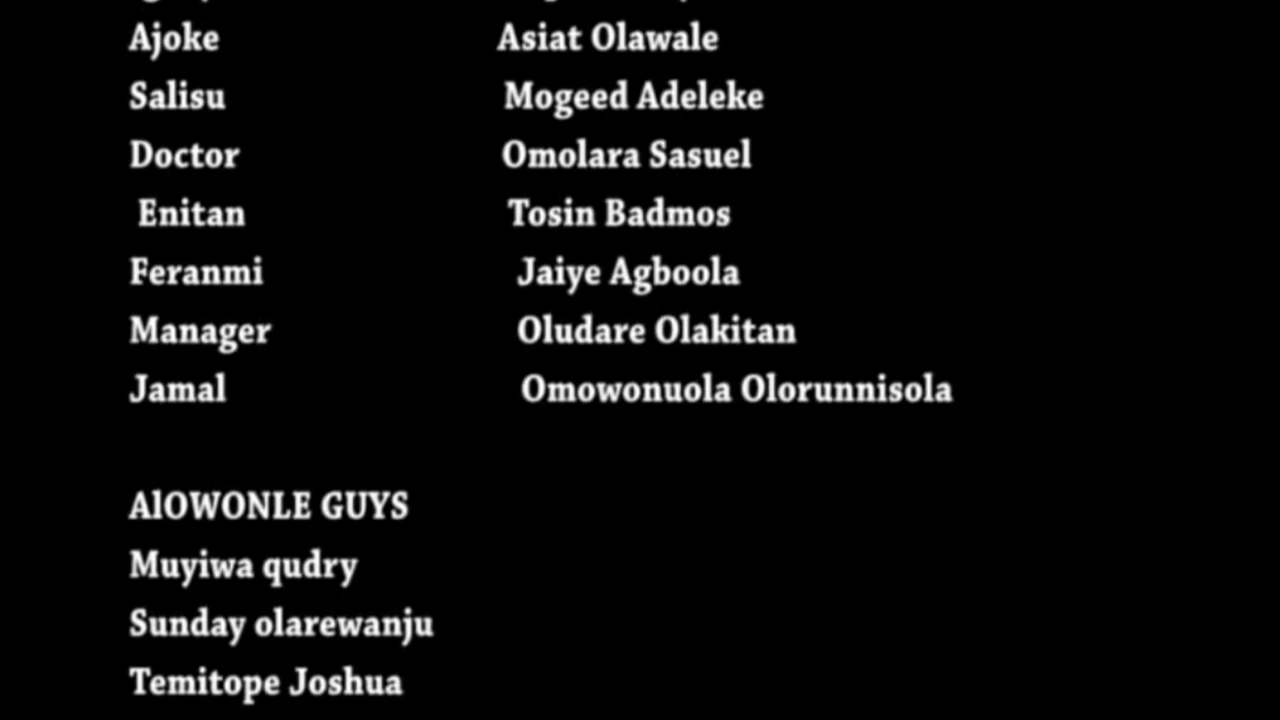 Ajoke Asiat Olawale
Salisu Mogeed Adeleke
Doctor Omolara Sasuel
Enitan Tosin Badmos
Feranmi Jaiye Agboola
Manager Oludare Olakitan
Jamal Omowonuola Olorunnisola
AlOWONLE GUYS
Muyiwa qudry
Sunday olarewanju
Temitope Joshua